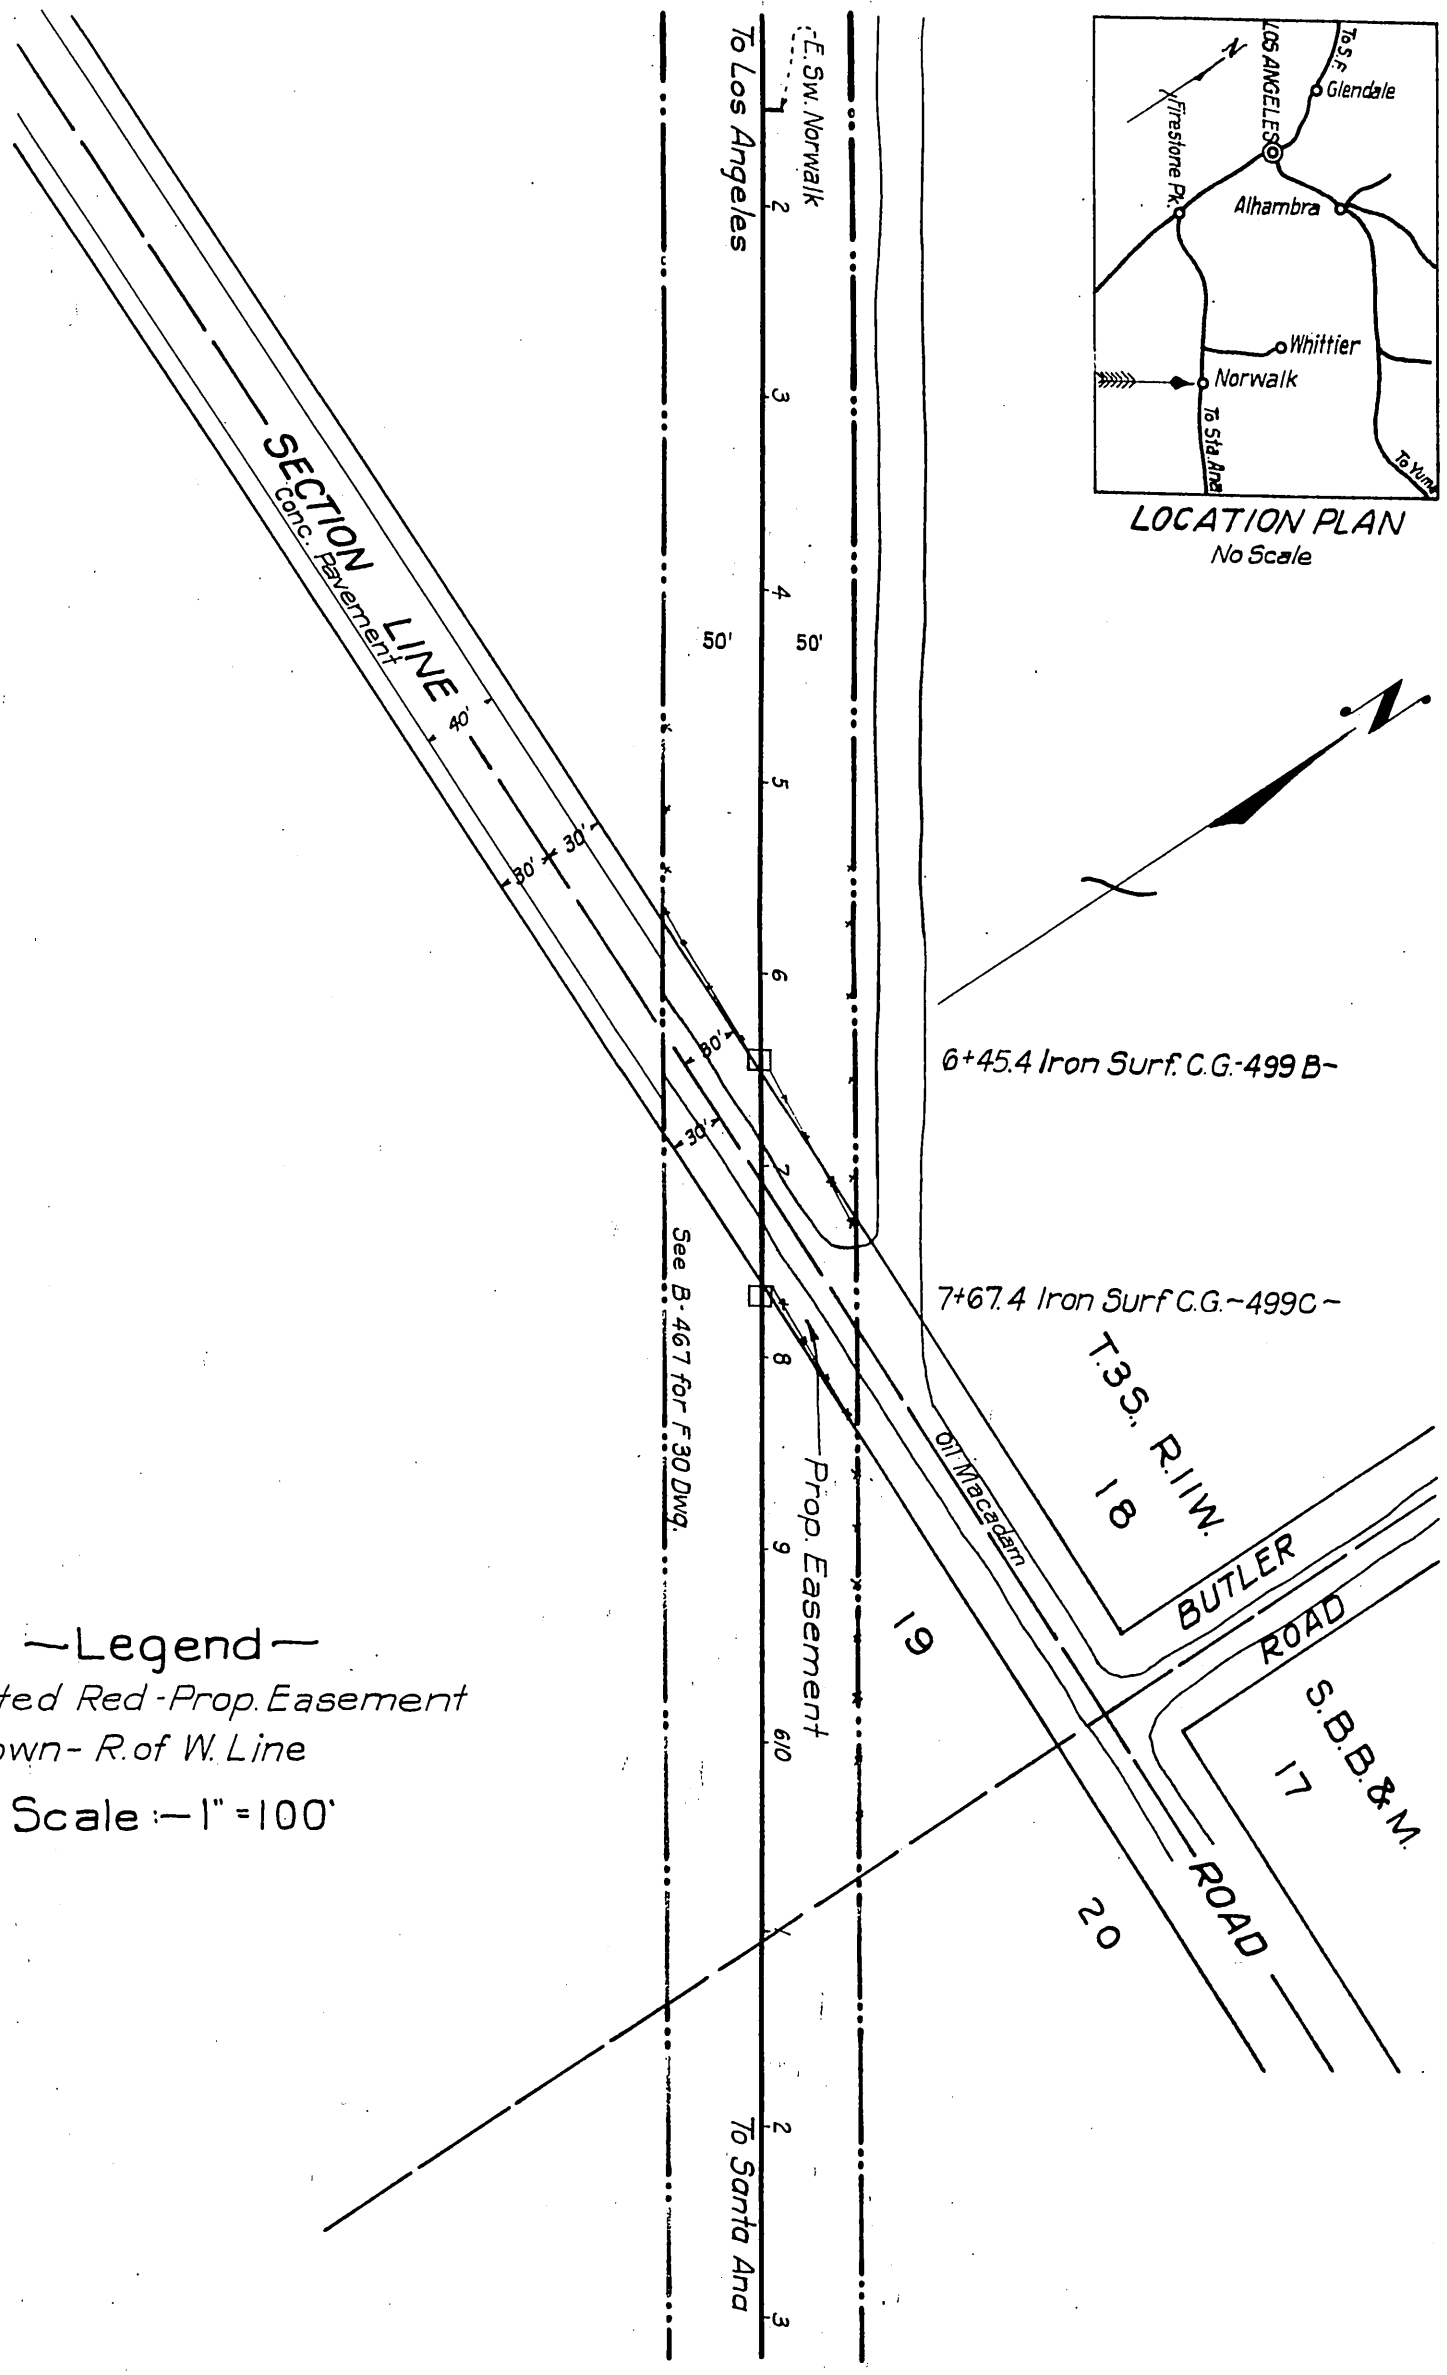 To S.F.
LOS ANGELES
Glendale
N
Firestone Pk.
Alhambra
Whittier
Norwalk
To Sta. Ana
To Yuma
LOCATION PLAN
No Scale
E. Sw. Norwalk
To Los Angeles
2
3
4
50' 50'
5
6
7
8
9
610
1
2
3
To Santa Ana
SECTION LINE
Conc. Pavement
40'
30' 30'
30'
30'
N
6+45.4 Iron Surf. C.G.-499 B-
7+67.4 Iron Surf C.G.~499C~
See B-467 for F30 Dwg.
Prop. Easement
Oil Macadam
T.3S., R.11W.
18
19
BUTLER
ROAD
S.B.B.&M.
17
20
ROAD
—Legend—
ted Red-Prop. Easement
own- R. of W. Line
Scale:—1"=100'